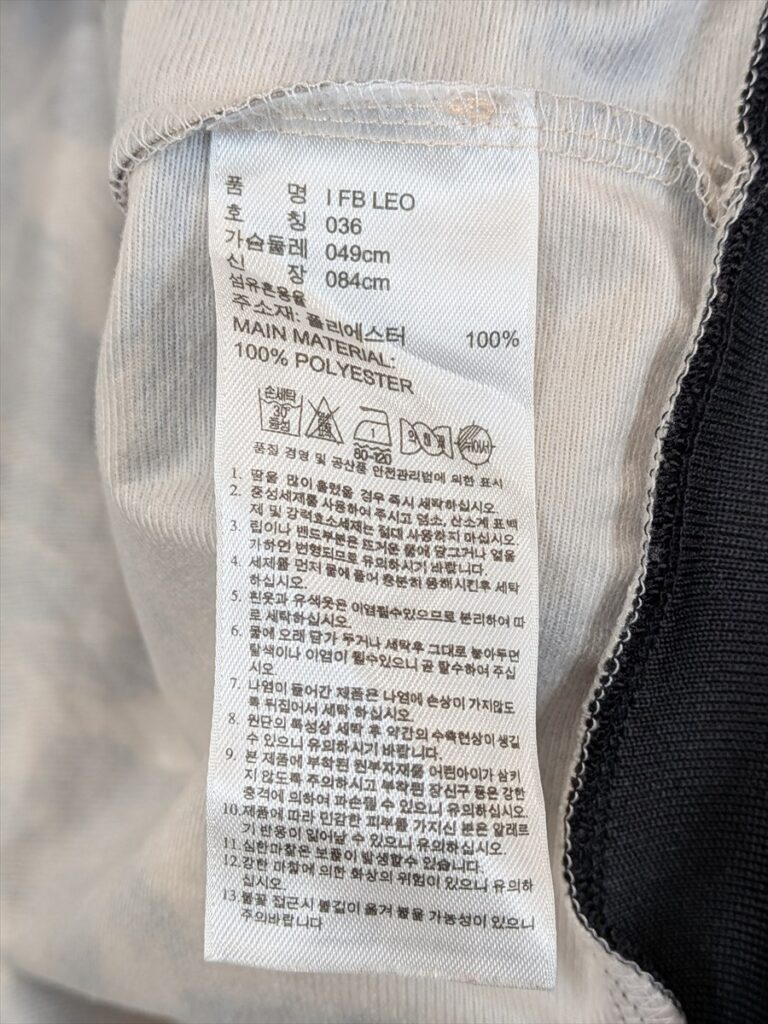 품 명 I FB LEO
호 칭 036
가슴둘레 049cm
신 장 084cm
섬유혼용율
주소재: 폴리에스터 100%
MAIN MATERIAL:
100% POLYESTER
손세탁
30°
중성
1
80-120
품질 경영 및 공산품 안전관리법에 의한 표시
1. 땀을 많이 흘렸을 경우 즉시 세탁하십시오.
2. 중성세제를 사용하여 주시고 염소, 산소계 표백
제 및 강력효소세제는 절대 사용하지 마십시오
3. 립이나 밴드부분은 뜨거운 물에 담그거나 열을
가하면 변형되므로 유의하시기 바랍니다.
4. 세제를 먼저 물에 풀어 충분히 용해시킨후 세탁
하십시오.
5. 흰옷과 유색옷은 이염될수있으므로 분리하여 따
로 세탁하십시오.
6. 물에 오래 담가 두거나 세탁후 그대로 놓아두면
탈색이나 이염이 될수있으니 곧 탈수하여 주십
시오
7. 나염이 들어간 제품은 나염에 손상이 가지않도
록 뒤집어서 세탁 하십시오.
8. 원단의 특성상 세탁 후 약간의 수축현상이 생길
수 있으니 유의하시기 바랍니다.
9. 본 제품에 부착된 원부자재를 어린아이가 삼키
지 않도록 주의하시고 부착된 장신구 등은 강한
충격에 의하여 파손될 수 있으니 유의하십시오.
10.제품에 따라 민감한 피부를 가지신 분은 알레르
기 반응이 일어날 수 있으니 유의하십시오.
11.심한마찰은 보풀이 발생할수 있습니다.
12.강한 마찰에 의한 화상의 위험이 있으니 유의하
십시오.
13.불꽃 접근시 불길이 옮겨 붙을 가능성이 있으니
주의바랍니다